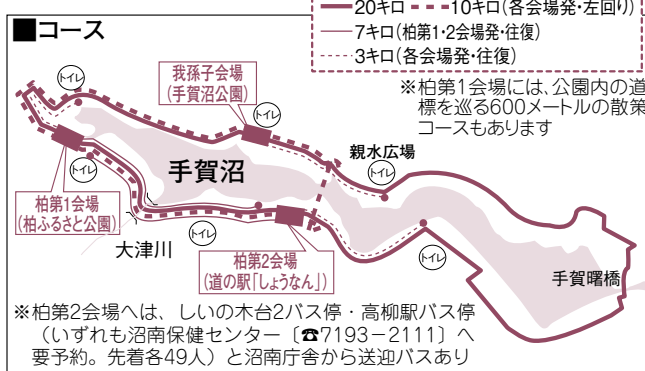 20キロ 10キロ(各会場発・左回り)
7キロ(柏第1・2会場発・往復)
3キロ(各会場発・往復)
■コース
※柏第1会場には、公園内の道
標を巡る600メートルの散策
コースもあります
トイレ
我孫子会場
(手賀沼公園)
トイレ
親水広場
トイレ
手賀沼
トイレ
柏第1会場
(柏ふるさと公園)
大津川
トイレ
柏第2会場
(道の駅「しょうなん」)
トイレ
手賀曙橋
※柏第2会場へは、しいの木台2バス停・高柳駅バス停
(いずれも沼南保健センター〔☎7193-2111〕へ
要予約。先着各49人)と沼南庁舎から送迎バスあり